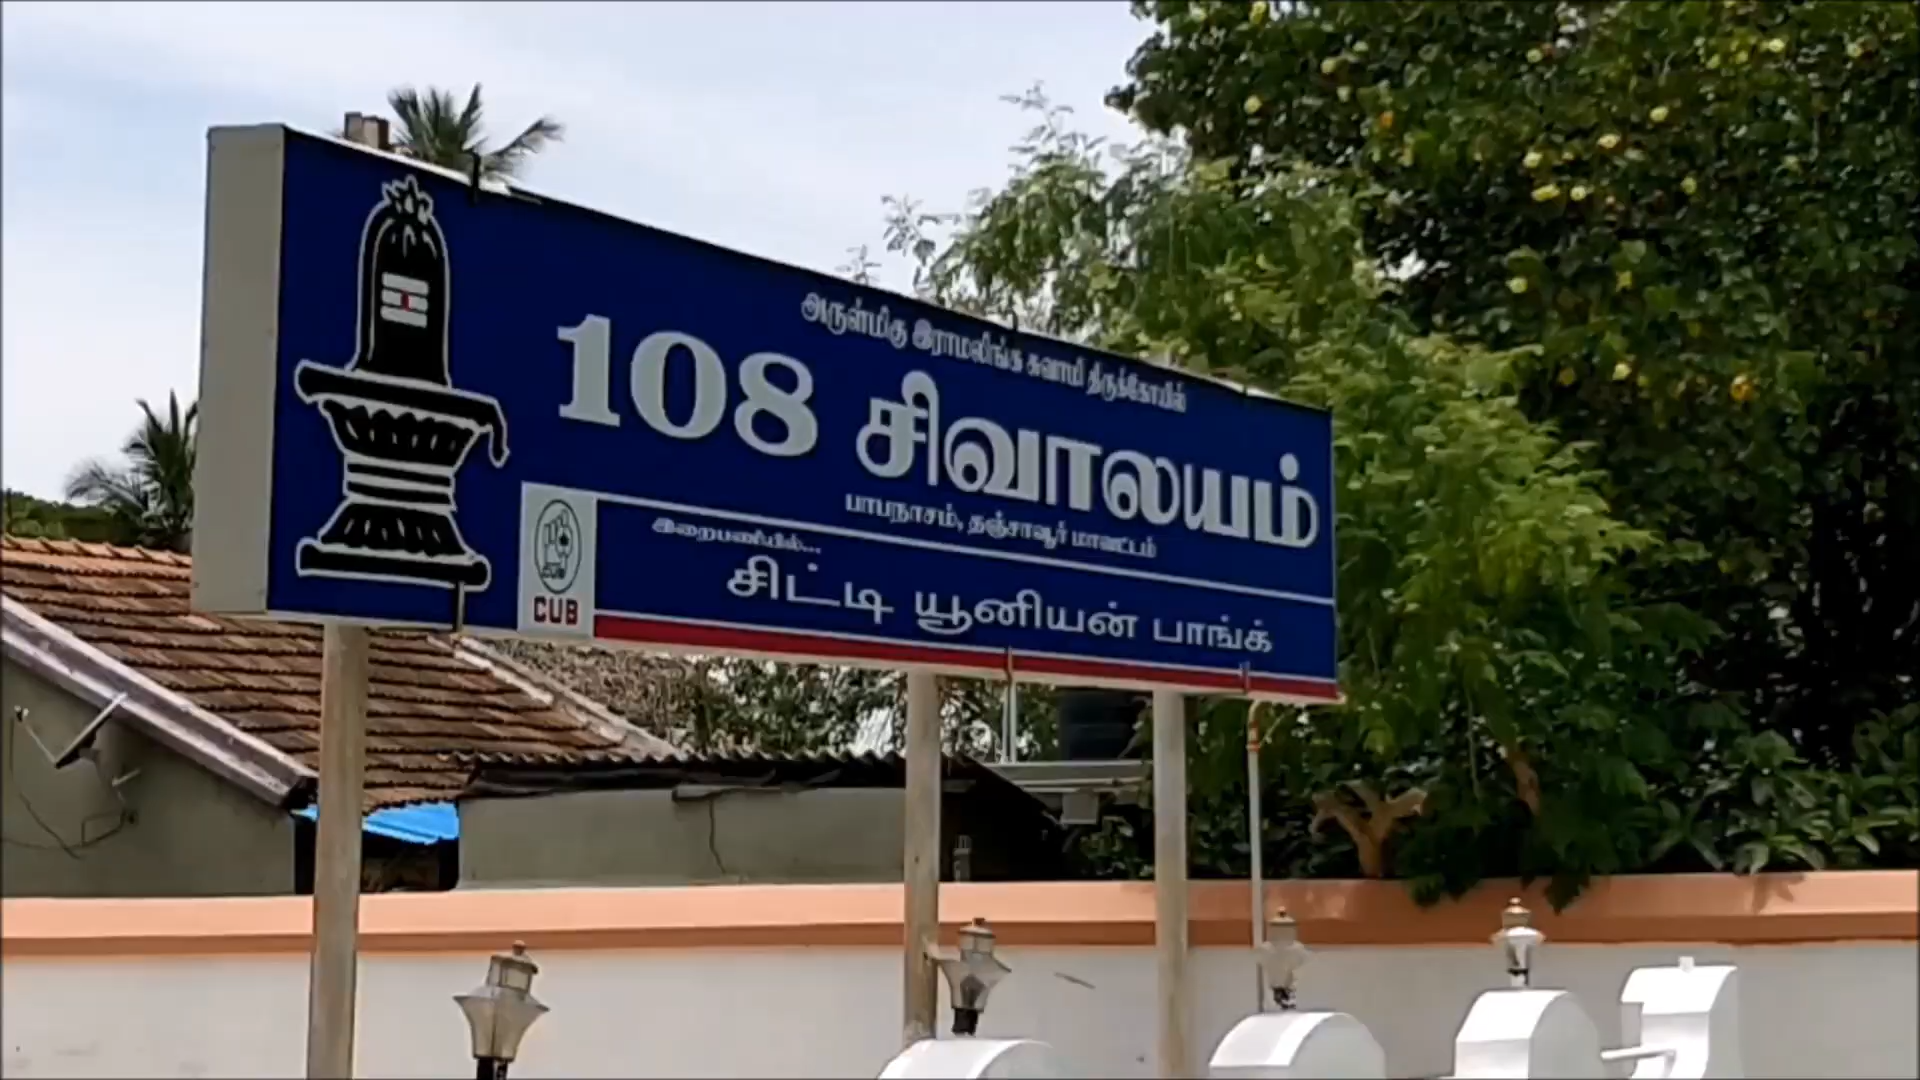 அருள்மிகு இராமலிங்க சுவாமி திருக்கோயில்
108 சிவாலயம்
பாபநாசம், தஞ்சாவூர் மாவட்டம்
இறைபணியில்...
சிட்டி யூனியன் பாங்க்
CUB